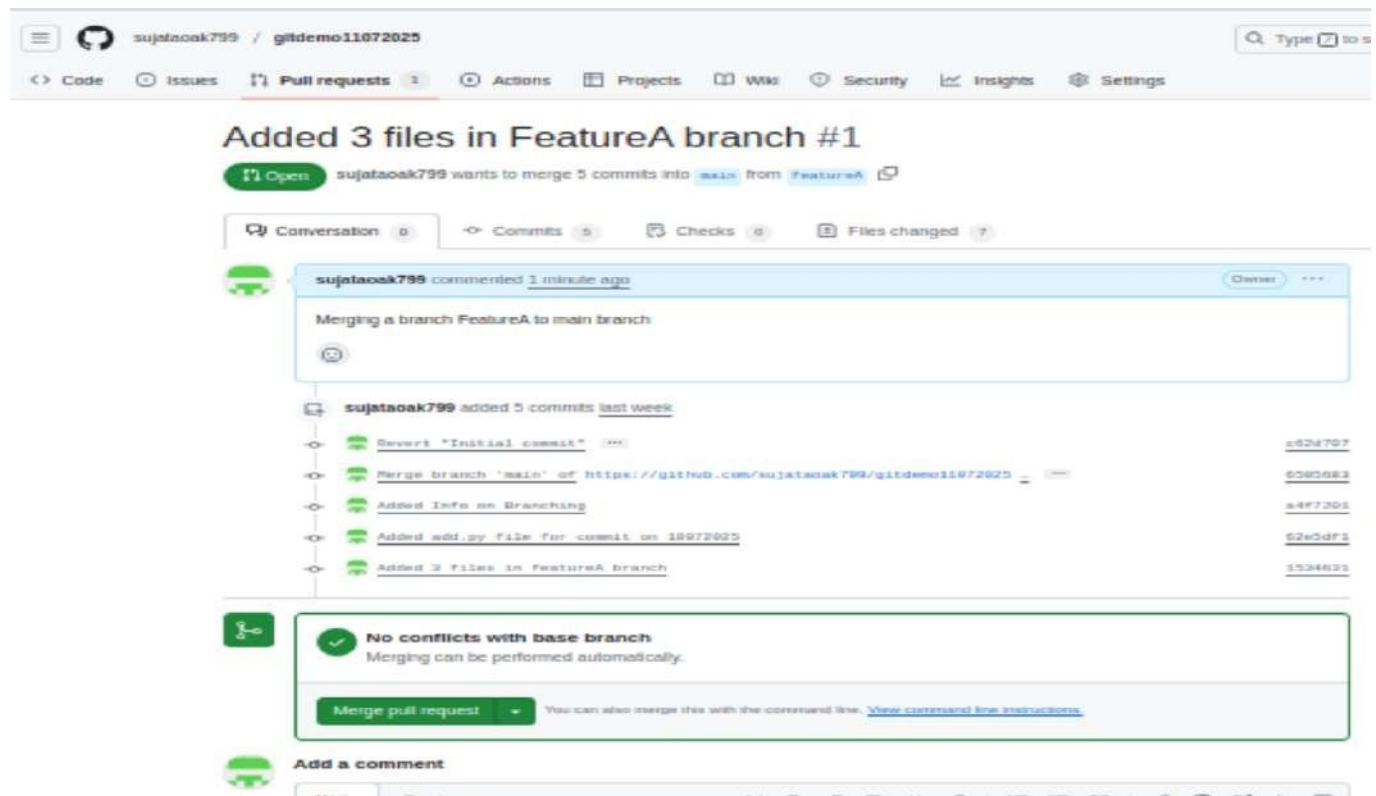 sujataoak799 / gitdemo11072025
Type / to s
Code Issues Pull requests 1 Actions Projects Wiki Security Insights Settings
Added 3 files in FeatureA branch #1
Open sujataoak799 wants to merge 5 commits into main from featureA
Conversation 0 Commits 5 Checks 0 Files changed 7
sujataoak799 commented 1 minute ago Owner ···
Merging a branch FeatureA to main branch
sujataoak799 added 5 commits last week
Revert "Initial commit" ···
Merge branch 'main' of https://github.com/sujataoak799/gitdemo11072025 … ···
6505683
Added Info on Branching
Added add.py file for commit on 18072025 62e5df1
Added 3 files in featureA branch 1534631
No conflicts with base branch
Merging can be performed automatically.
Merge pull request You can also merge this with the command line. View command line instructions.
Add a comment